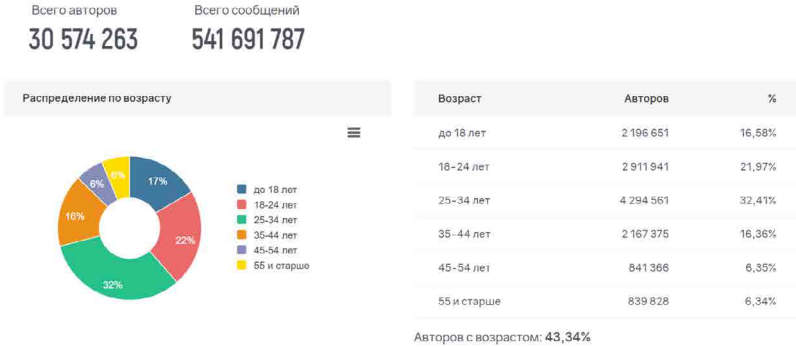 Всего авторов
30 574 263
Всего сообщений
541 691 787
Распределение по возрасту
17%
22%
32%
16%
6%
6%
до 18 лет
18-24 лет
25-34 лет
35-44 лет
45-54 лет
55 и старше
Возраст Авторов %
до 18 лет 2 196 651 16,58%
18-24 лет 2 911 941 21,97%
25-34 лет 4 294 561 32,41%
35-44 лет 2 167 375 16,36%
45-54 лет 841 366 6,35%
55 и старше 839 828 6,34%
Авторов с возрастом: 43,34%